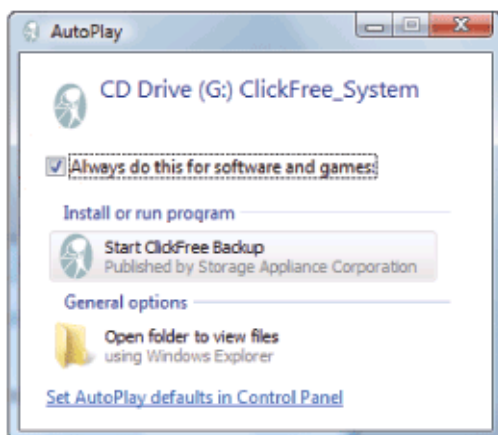 AutoPlay
CD Drive (G:) ClickFree_System
Always do this for software and games:
Install or run program
Start ClickFree Backup
Published by Storage Appliance Corporation
General options
Open folder to view files
using Windows Explorer
Set AutoPlay defaults in Control Panel